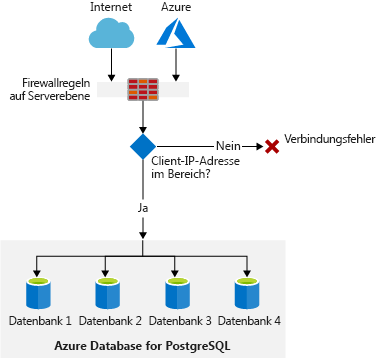 Internet
Azure
Firewallregeln
auf Serverebene
Nein
Verbindungsfehler
Client-IP-Adresse
im Bereich?
Ja
Datenbank 1
Datenbank 2
Datenbank 3
Datenbank 4
Azure Database for PostgreSQL